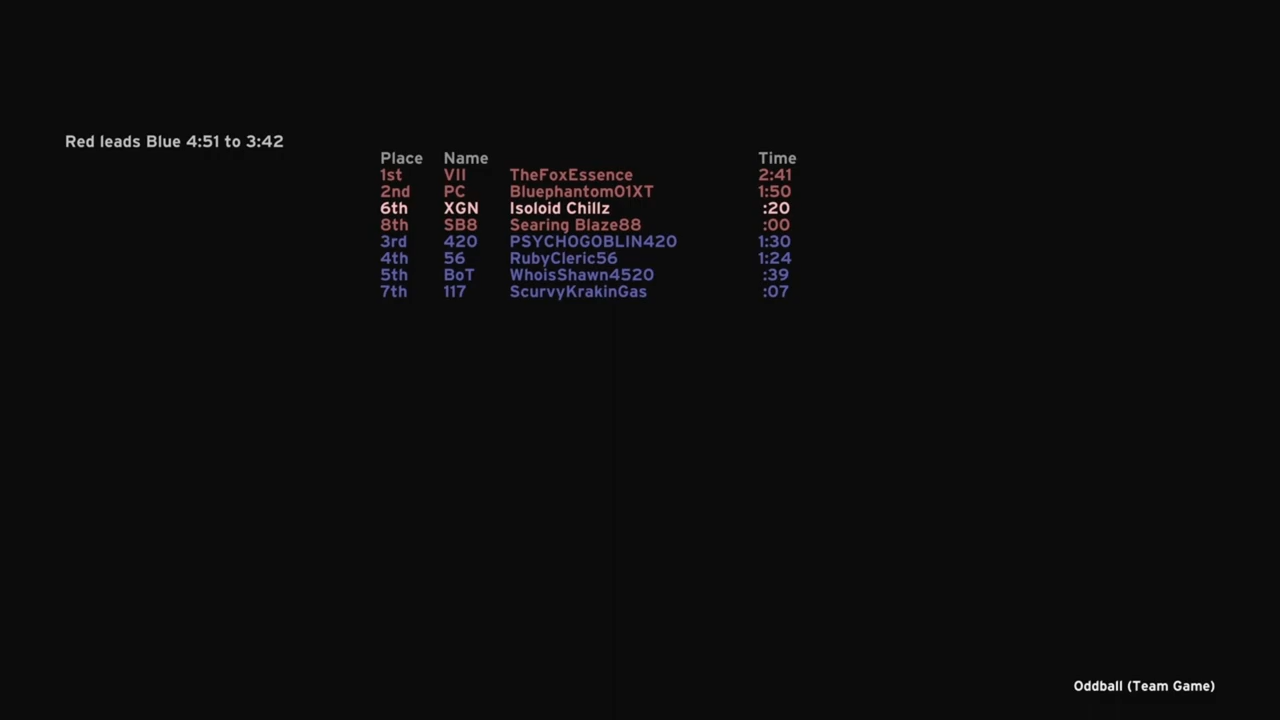 Red leads Blue 4:51 to 3:42
Place Name Time
1st VII TheFoxEssence 2:41
2nd PC Bluephantom01XT 1:50
6th XGN Isoloid Chillz :20
8th SB8 Searing Blaze88 :00
3rd 420 PSYCHOGOBLIN420 1:30
4th 56 RubyCleric56 1:24
5th BoT WhoisShawn4520 :39
7th 117 ScurvyKrakinGas :07
Oddball (Team Game)